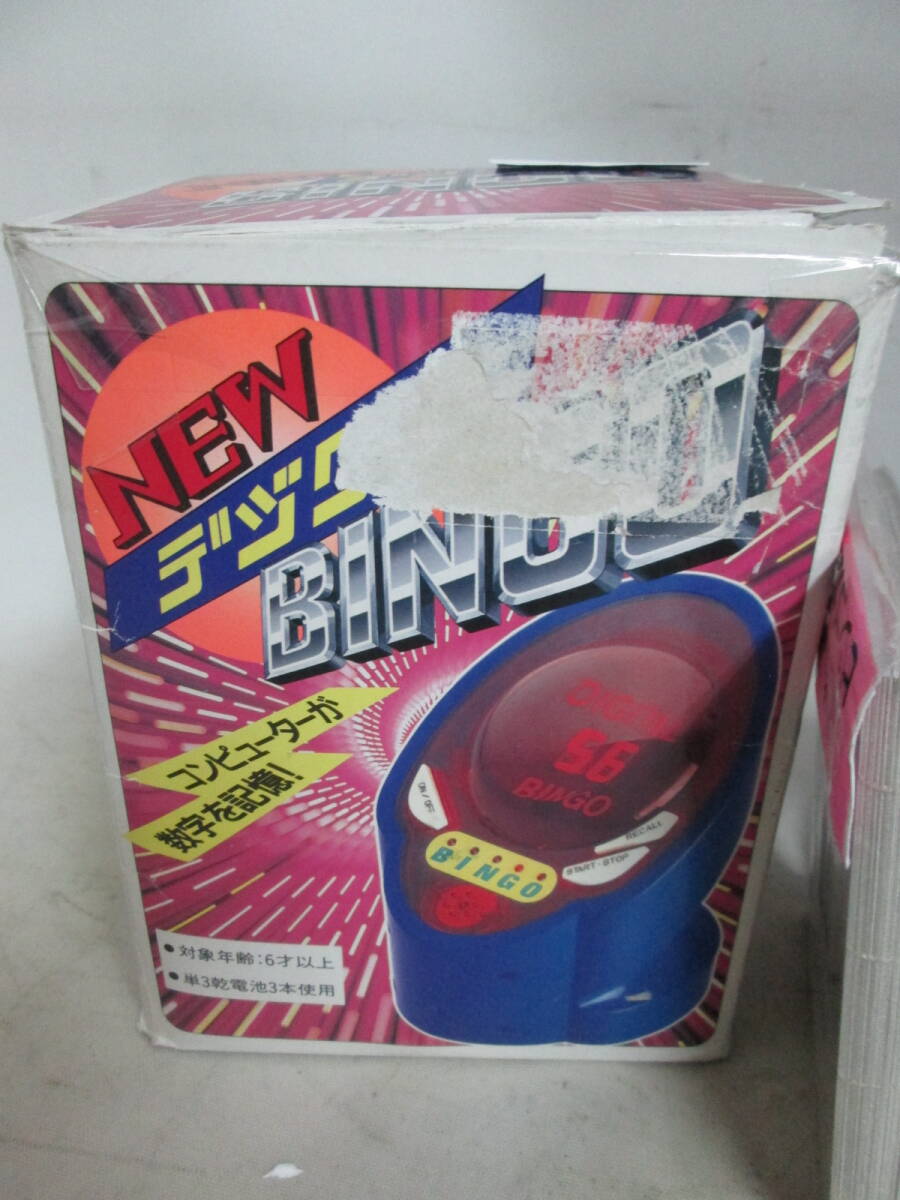 NEW
デジタ
BINGO
コンピューターが
数字を記憶!
56
BINGO
ON/OFF
RECALL
START・STOP
BINGO
● 対象年齢:6才以上
● 単3乾電池3本使用